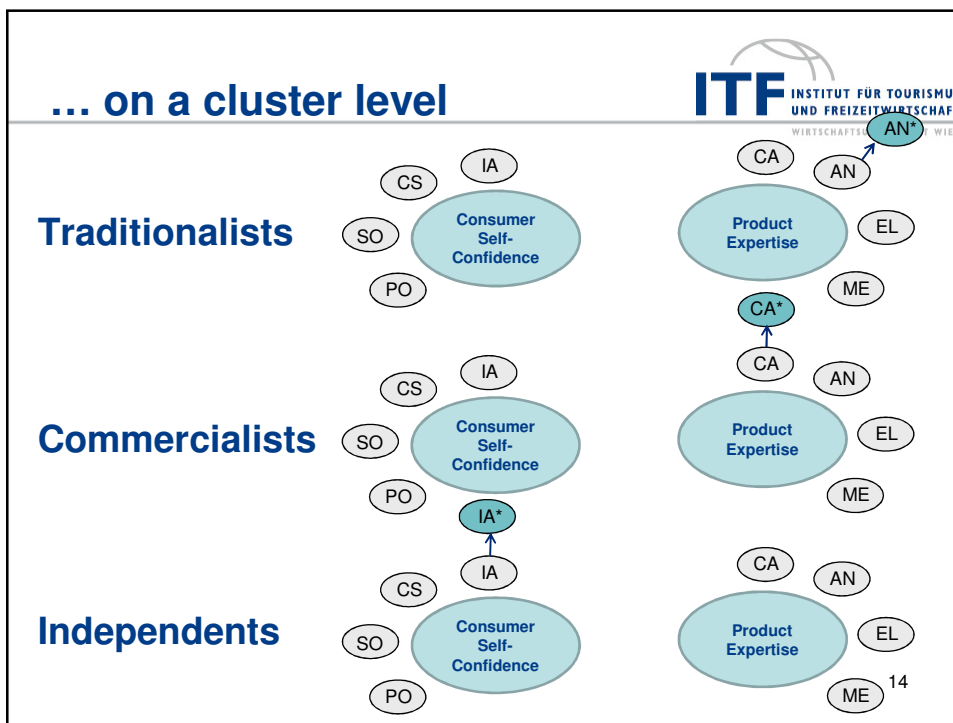 ... on a cluster level
ITF INSTITUT FÜR TOURISMU
UND FREIZEITWIRTSCHAF
AN*
CA
AN
IA
CS
Traditionalists
SO
Consumer
Self-
Confidence
Product
Expertise
EL
PO
ME
CA*
CA
AN
IA
CS
Commercialists
SO
Consumer
Self-
Confidence
Product
Expertise
EL
PO
ME
IA*
IA
CS
CA
AN
Independents
SO
Consumer
Self-
Confidence
Product
Expertise
EL
PO
ME
14